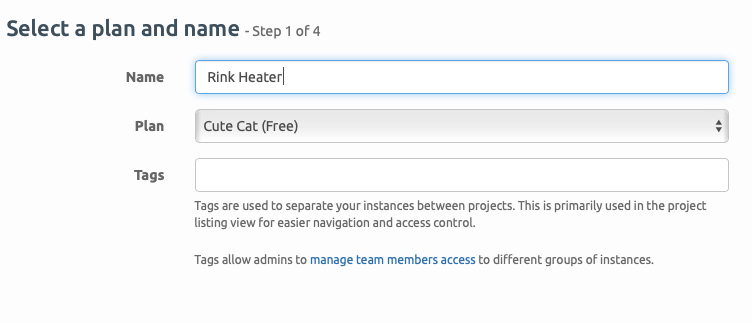 Select a plan and name - Step 1 of 4
Name
Rink Heater
Plan
Cute Cat (Free)
Tags
Tags are used to separate your instances between projects. This is primarily used in the project
listing view for easier navigation and access control.
Tags allow admins to manage team members access to different groups of instances.